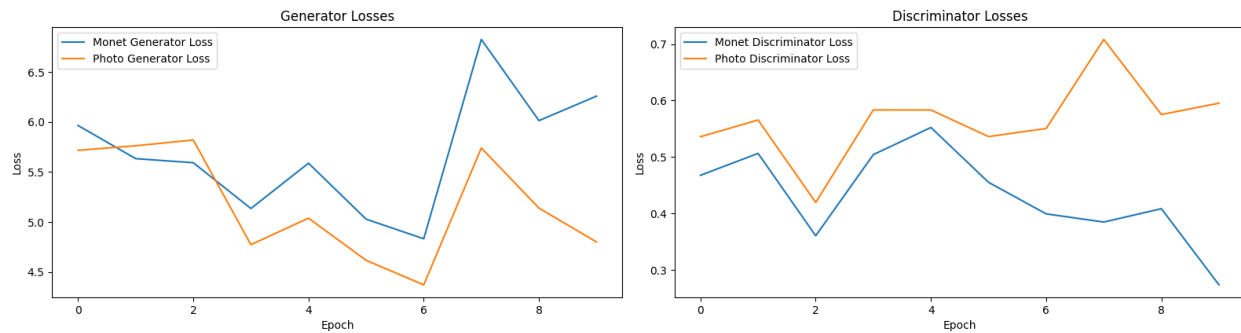 Generator Losses
Monet Generator Loss
Photo Generator Loss
6.5
6.0
5.5
5.0
4.5
Loss
0 2 4 6 8
Epoch
Discriminator Losses
Monet Discriminator Loss
Photo Discriminator Loss
0.7
0.6
0.5
0.4
0.3
Loss
0 2 4 6 8
Epoch